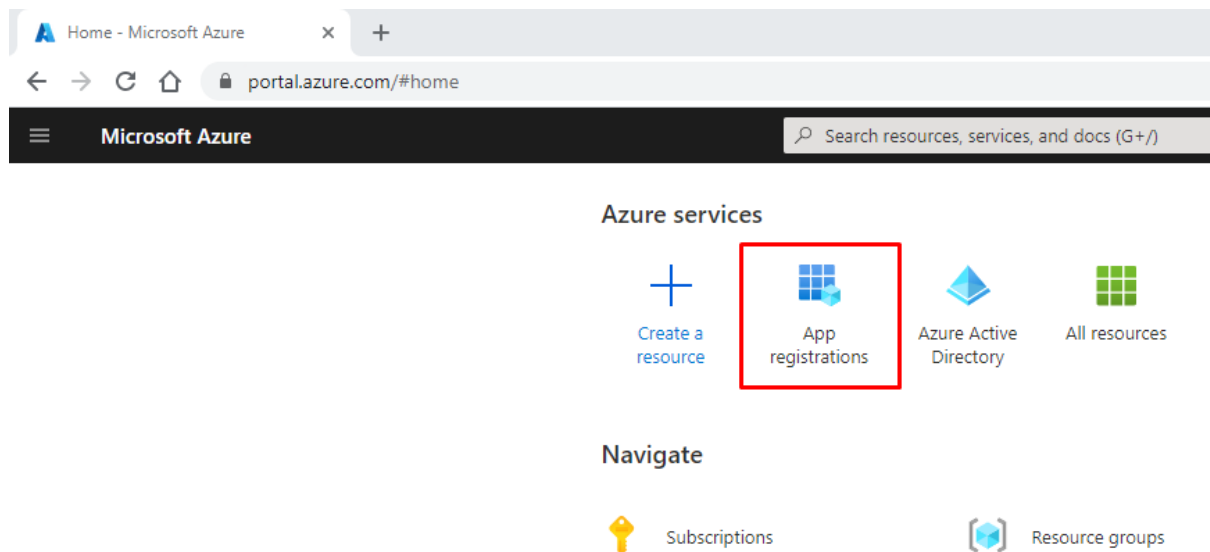 Home - Microsoft Azure
portal.azure.com/#home
Microsoft Azure
Search resources, services, and docs (G+/)
Azure services
Create a
resource
App
registrations
Azure Active
Directory
All resources
Navigate
Subscriptions
Resource groups